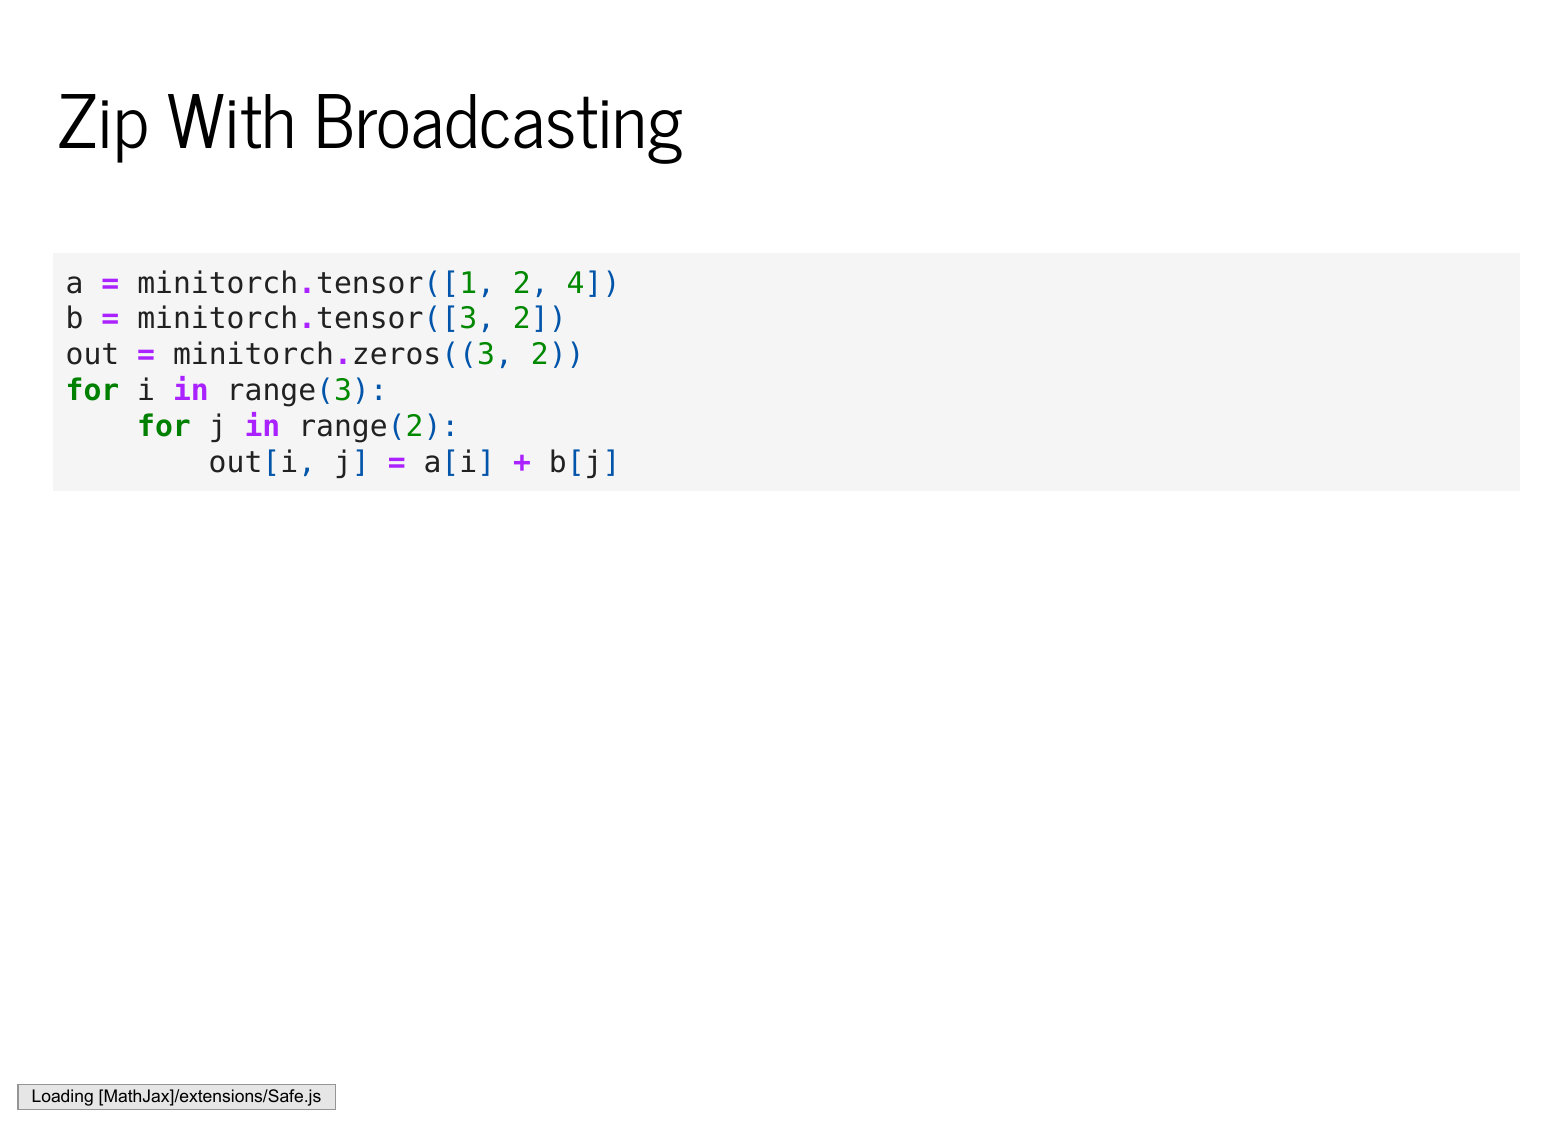 Zip With Broadcasting
a = minitorch.tensor([1, 2, 4])
b = minitorch.tensor([3, 2])
out = minitorch.zeros((3, 2))
for i in range(3):
    for j in range(2):
        out[i, j] = a[i] + b[j]
Loading [MathJax]/extensions/Safe.js